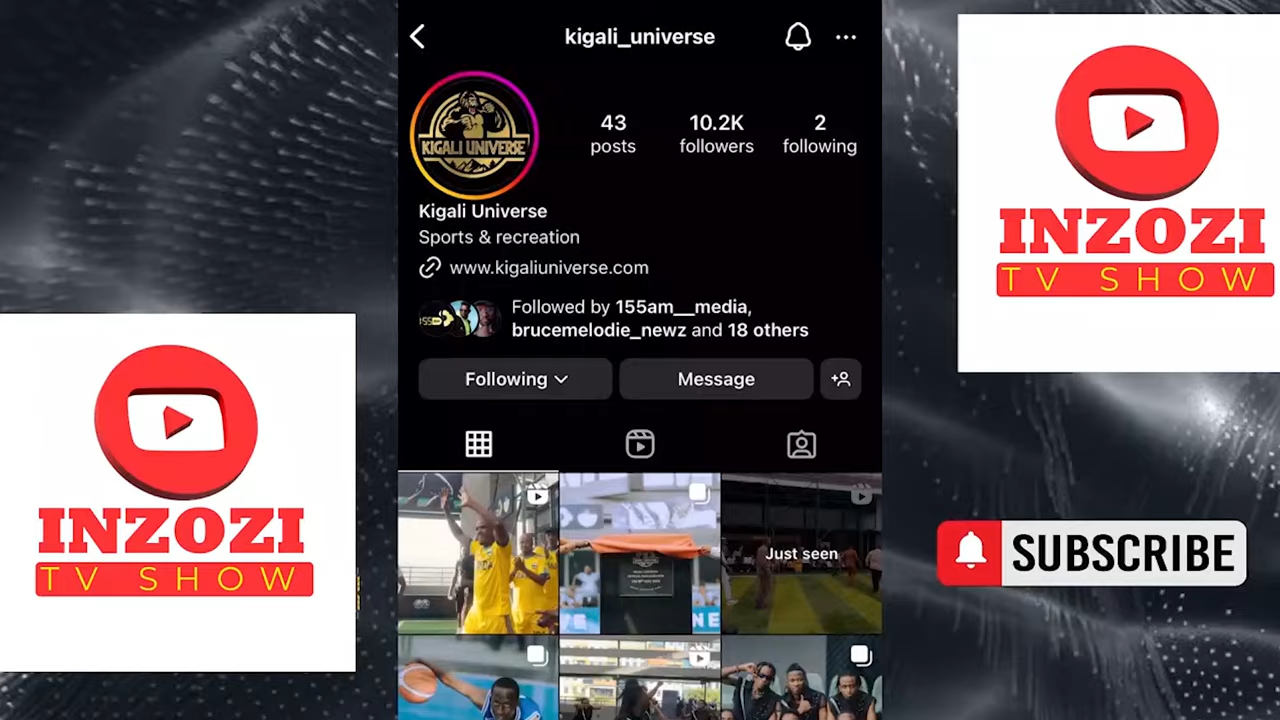 kigali_universe
KIGALI UNIVERSE
43
posts
10.2K
followers
2
following
Kigali Universe
Sports & recreation
www.kigaliuniverse.com
Followed by 155am__media,
brucemelodie_newz and 18 others
Following
Message
Just seen
INZOZI
TV SHOW
INZOZI
TV SHOW
SUBSCRIBE